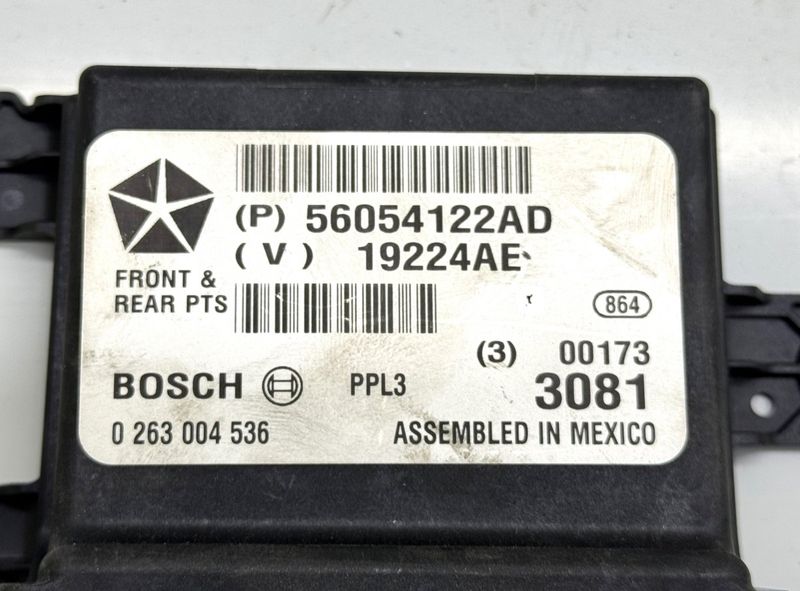 (P) 56054122AD
(V) 19224AE
FRONT &
REAR PTS
864
(3) 00173
BOSCH PPL3 3081
0 263 004 536 ASSEMBLED IN MEXICO